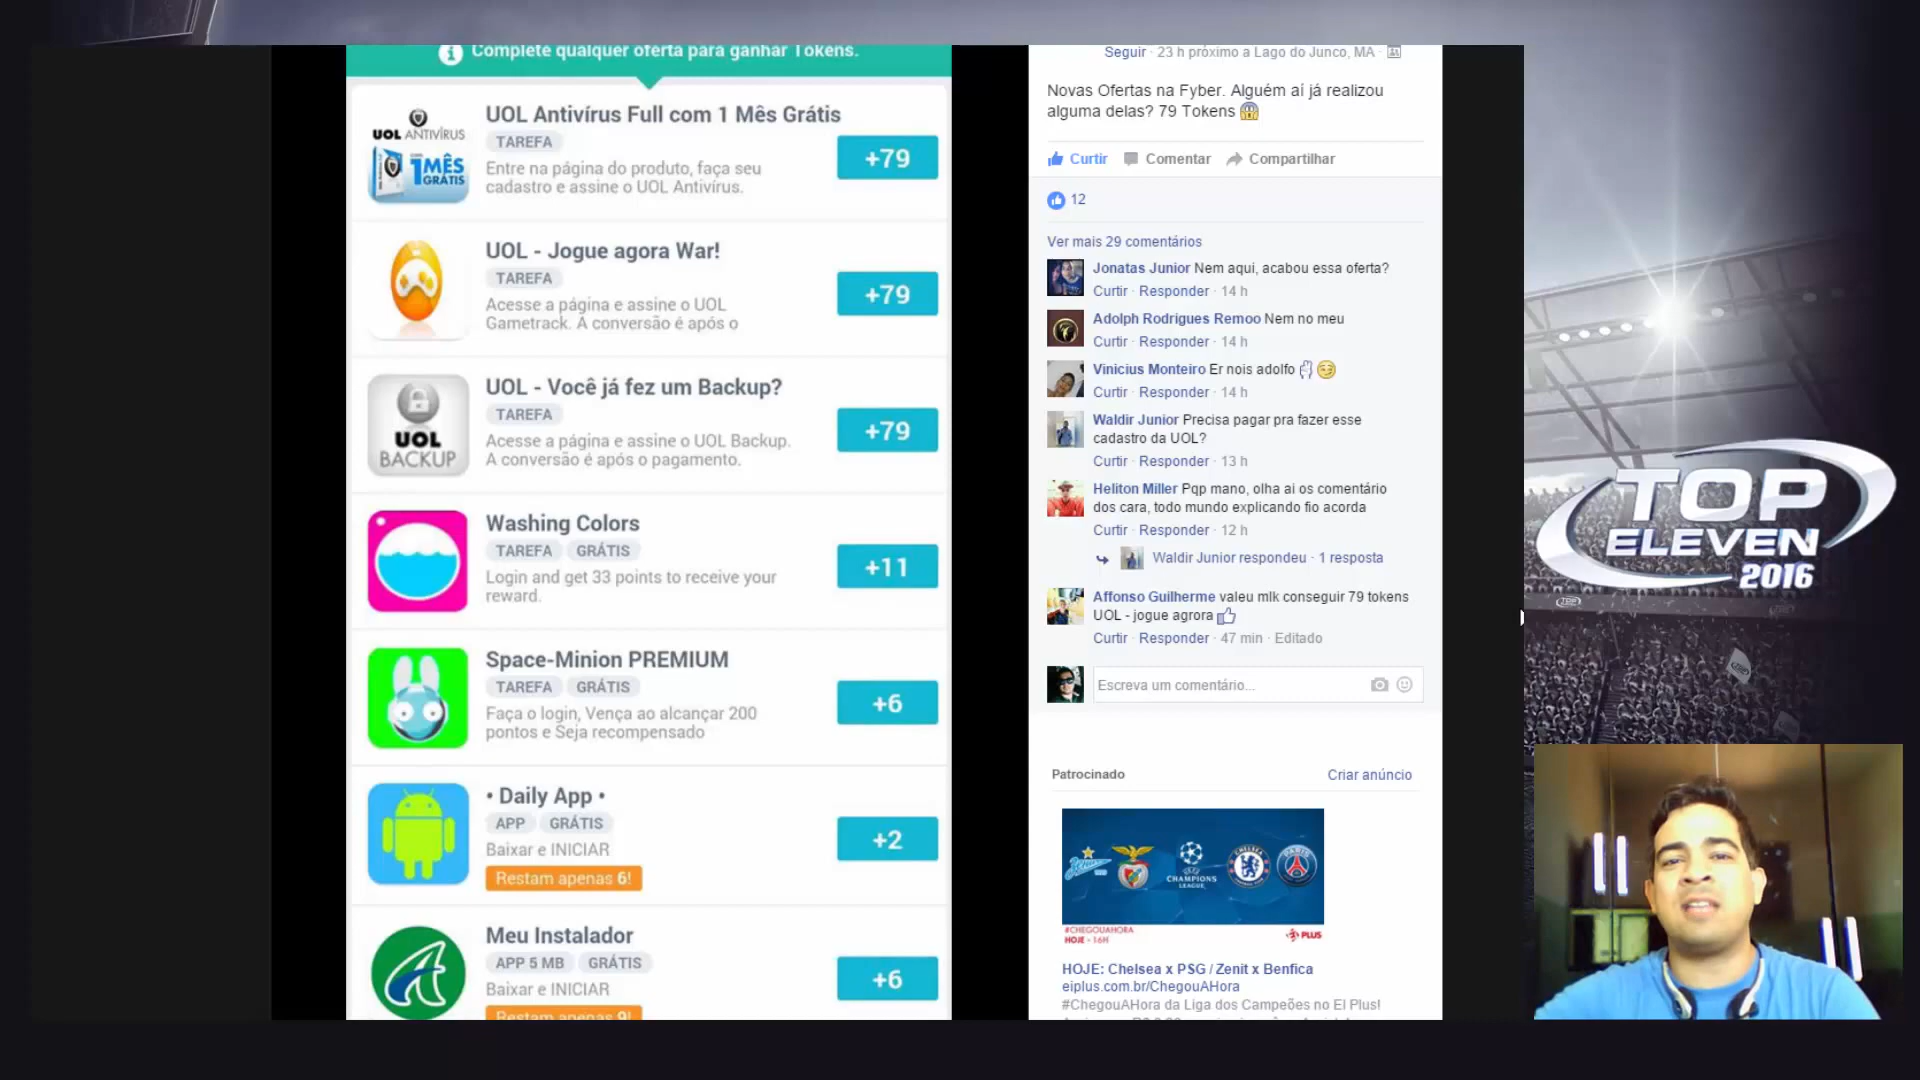 Complete qualquer oferta para ganhar Tokens.
UOL Antivírus Full com 1 Mês Grátis
TAREFA
Entre na página do produto, faça seu
cadastro e assine o UOL Antivírus.
+79
UOL ANTIVÍRUS
1 MÊS
GRÁTIS
UOL - Jogue agora War!
TAREFA
Acesse a página e assine o UOL
Gametrack. A conversão é após o
+79
UOL - Você já fez um Backup?
TAREFA
Acesse a página e assine o UOL Backup.
A conversão é após o pagamento.
+79
UOL
BACKUP
Washing Colors
TAREFA GRÁTIS
Login and get 33 points to receive your
reward.
+11
Space-Minion PREMIUM
TAREFA GRÁTIS
Faça o login, Vença ao alcançar 200
pontos e Seja recompensado
+6
• Daily App •
APP GRÁTIS
Baixar e INICIAR
Restam apenas 6!
+2
Meu Instalador
APP 5 MB GRÁTIS
Baixar e INICIAR
Restam apenas 9!
+6
Seguir · 23 h próximo a Lago do Junco, MA ·
Novas Ofertas na Fyber. Alguém aí já realizou
alguma delas? 79 Tokens 😱
Curtir Comentar Compartilhar
12
Ver mais 29 comentários
Jonatas Junior Nem aqui, acabou essa oferta?
Curtir · Responder · 14 h
Adolph Rodrigues Remoo Nem no meu
Curtir · Responder · 14 h
Vinicius Monteiro Er nois adolfo
Curtir · Responder · 14 h
Waldir Junior Precisa pagar pra fazer esse
cadastro da UOL?
Curtir · Responder · 13 h
Heliton Miller Pqp mano, olha ai os comentário
dos cara, todo mundo explicando fio acorda
Curtir · Responder · 12 h
Waldir Junior respondeu · 1 resposta
Affonso Guilherme valeu mlk conseguir 79 tokens
UOL - jogue agrora
Curtir · Responder · 47 min · Editado
Escreva um comentário...
Patrocinado Criar anúncio
CHAMPIONS
LEAGUE
CHELSEA
PARIS
#CHEGOUAHORA
HOJE - 16H
PLUS
HOJE: Chelsea x PSG / Zenit x Benfica
eiplus.com.br/ChegouAHora
#ChegouAHora da Liga dos Campeões no EI Plus!
TOP
ELEVEN
2016